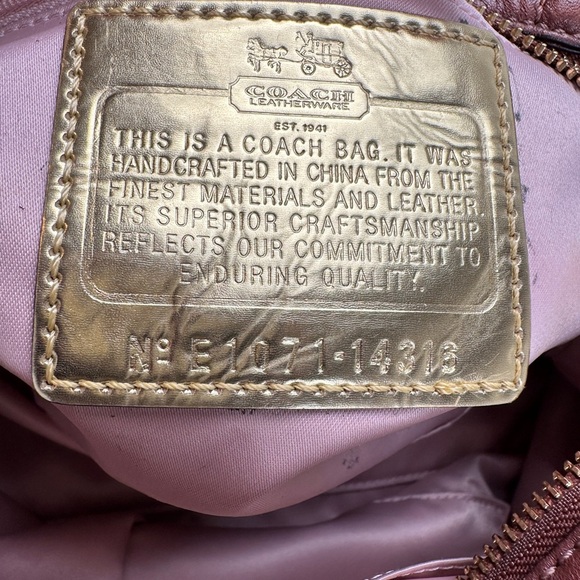 COACH
LEATHERWARE
EST. 1941
THIS IS A COACH BAG. IT WAS
HANDCRAFTED IN CHINA FROM THE
FINEST MATERIALS AND LEATHER.
ITS SUPERIOR CRAFTSMANSHIP
REFLECTS OUR COMMITMENT TO
ENDURING QUALITY.
Nº E1071-14316